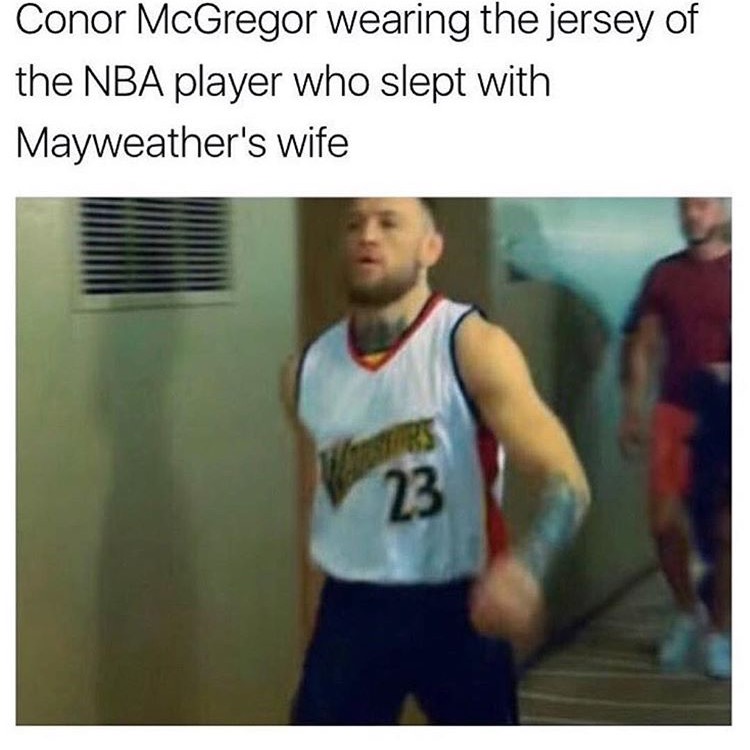 Conor McGregor wearing the jersey of
the NBA player who slept with
Mayweather's wife
WARRIORS
23